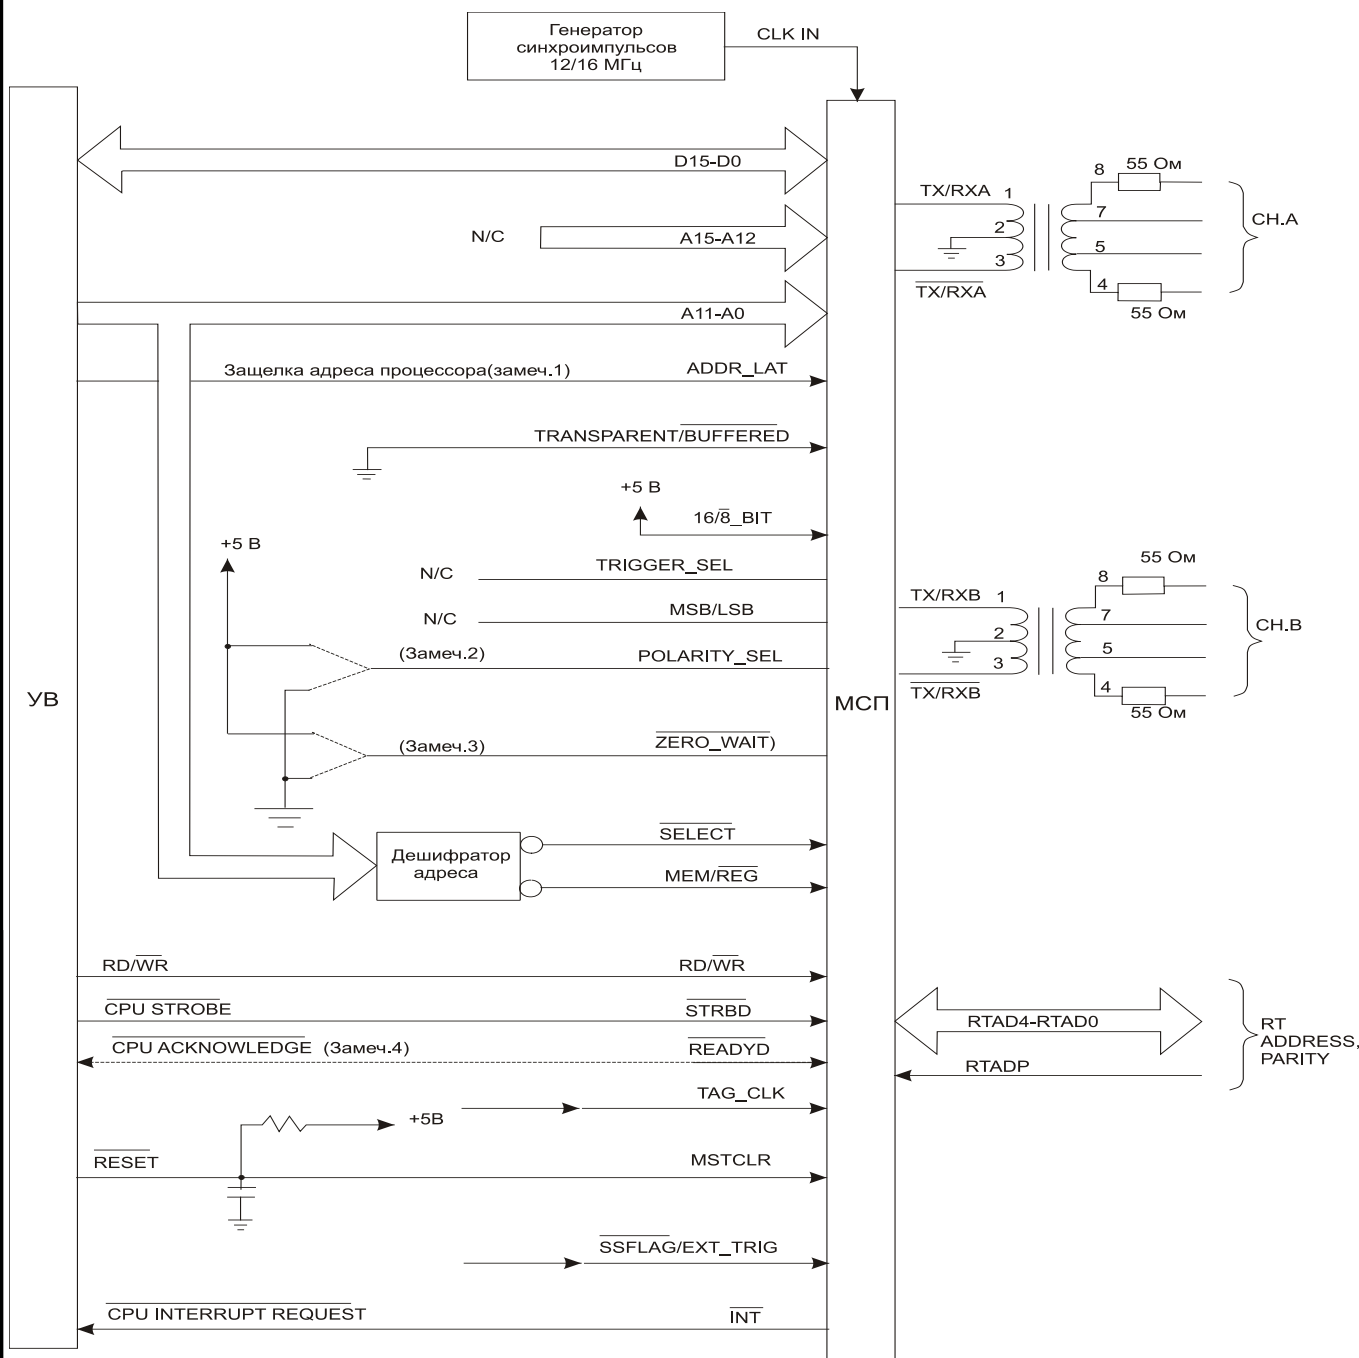 Генератор
синхроимпульсов
12/16 МГц
CLK IN
D15-D0
N/C
A15-A12
A11-A0
Защелка адреса процессора(замеч.1)
ADDR_LAT
TRANSPARENT/BUFFERED
+5 В
16/8_BIT
+5 В
N/C
TRIGGER_SEL
N/C
MSB/LSB
(Замеч.2)
POLARITY_SEL
УВ
МСП
(Замеч.3)
ZERO_WAIT)
Дешифратор
адреса
SELECT
MEM/REG
RD/WR
RD/WR
CPU STROBE
STRBD
CPU ACKNOWLEDGE (Замеч.4)
READYD
TAG_CLK
+5В
RESET
MSTCLR
SSFLAG/EXT_TRIG
CPU INTERRUPT REQUEST
INT
TX/RXA
1
2
3
TX/RXA
8
55 Ом
7
5
4
55 Ом
CH.A
TX/RXB
1
2
3
TX/RXB
8
55 Ом
7
5
4
55 Ом
CH.B
RTAD4-RTAD0
RTADP
RT
ADDRESS,
PARITY